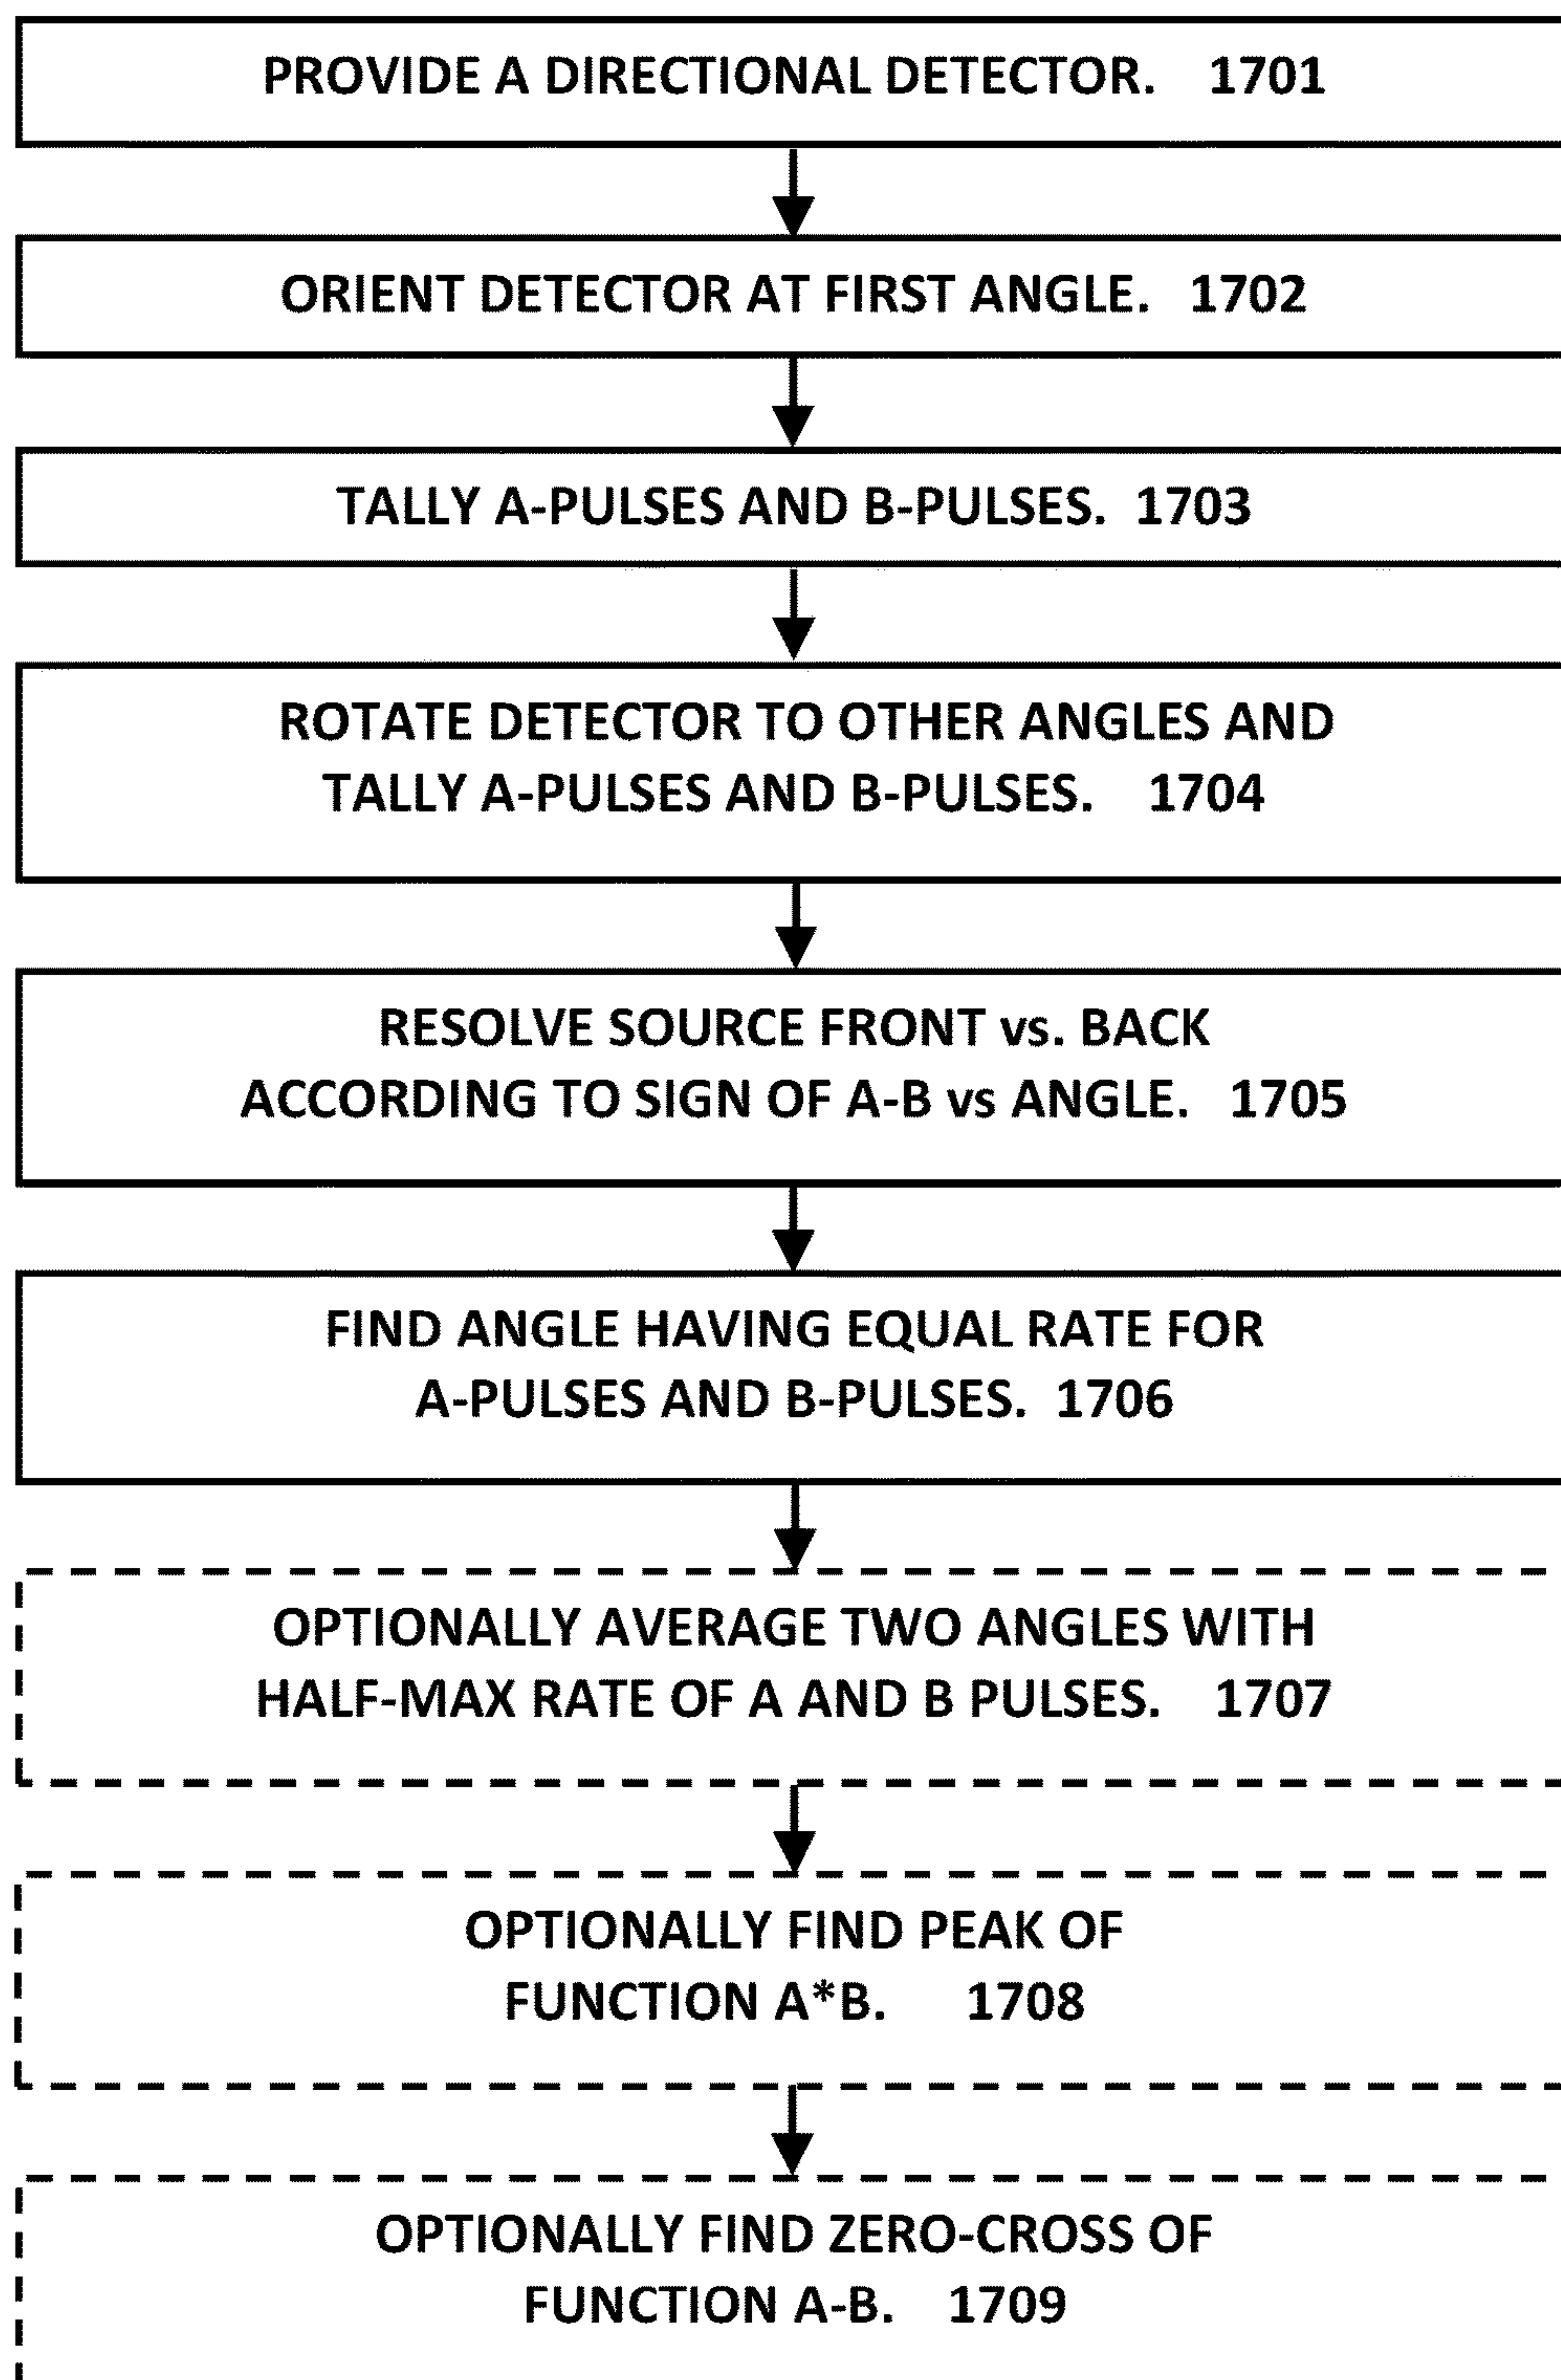 PROVIDE A DIRECTIONAL DETECTOR. 1701
ORIENT DETECTOR AT FIRST ANGLE. 1702
TALLY A-PULSES AND B-PULSES. 1703
ROTATE DETECTOR TO OTHER ANGLES AND
TALLY A-PULSES AND B-PULSES. 1704
RESOLVE SOURCE FRONT vs. BACK
ACCORDING TO SIGN OF A-B vs ANGLE. 1705
FIND ANGLE HAVING EQUAL RATE FOR
A-PULSES AND B-PULSES. 1706
OPTIONALLY AVERAGE TWO ANGLES WITH
HALF-MAX RATE OF A AND B PULSES. 1707
OPTIONALLY FIND PEAK OF
FUNCTION A*B. 1708
OPTIONALLY FIND ZERO-CROSS OF
FUNCTION A-B. 1709